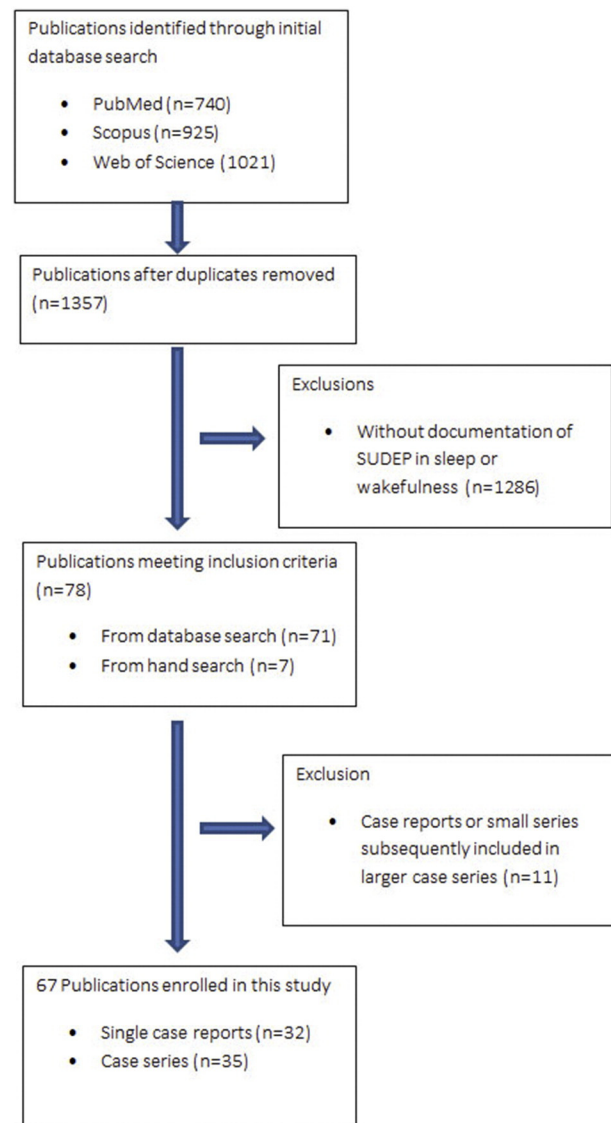 Publications identified through initial
database search
• PubMed (n=740)
• Scopus (n=925)
• Web of Science (1021)
Publications after duplicates removed
(n=1357)
Exclusions
• Without documentation of
SUDEP in sleep or
wakefulness (n=1286)
Publications meeting inclusion criteria
(n=78)
• From database search (n=71)
• From hand search (n=7)
Exclusion
• Case reports or small series
subsequently included in
larger case series (n=11)
67 Publications enrolled in this study
• Single case reports (n=32)
• Case series (n=35)